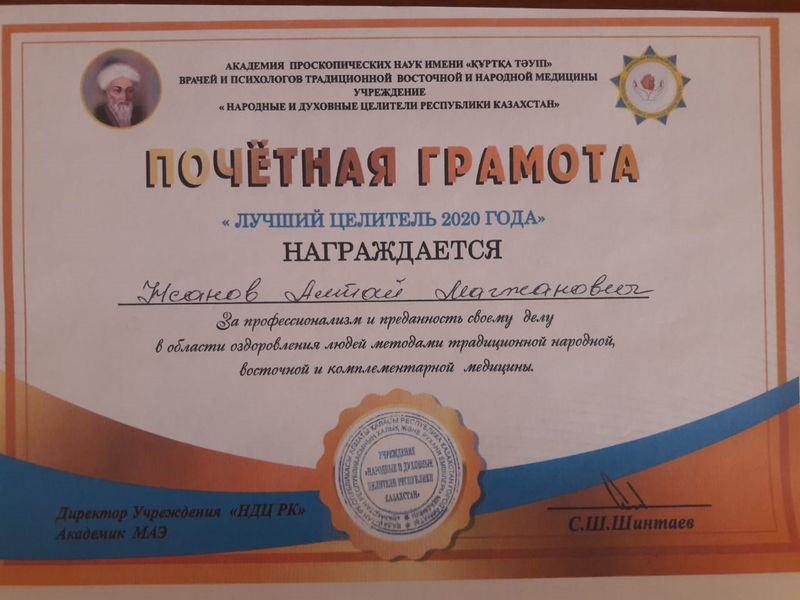 АКАДЕМИЯ ПРОСКОПИЧЕСКИХ НАУК ИМЕНИ «ҚҰРТҚА ТӘУІП»
ВРАЧЕЙ И ПСИХОЛОГОВ ТРАДИЦИОННОЙ ВОСТОЧНОЙ И НАРОДНОЙ МЕДИЦИНЫ
УЧРЕЖДЕНИЕ
« НАРОДНЫЕ И ДУХОВНЫЕ ЦЕЛИТЕЛИ РЕСПУБЛИКИ КАЗАХСТАН»
ПОЧЁТНАЯ ГРАМОТА
« ЛУЧШИЙ ЦЕЛИТЕЛЬ 2020 ГОДА»
НАГРАЖДАЕТСЯ
Жсанов Алтай Магжанович
За профессионализм и преданность своему делу
в области оздоровления людей методами традиционной народной,
восточной и комплементарной медицины.
УЧРЕЖДЕНИЯ
«НАРОДНЫЕ И ДУХОВНЫЕ
ЦЕЛИТЕЛИ РЕСПУБЛИКИ
КАЗАХСТАН»
Директор Учреждения «НДЦ РК»
Академик МАЭ
С.Ш.Шинтаев